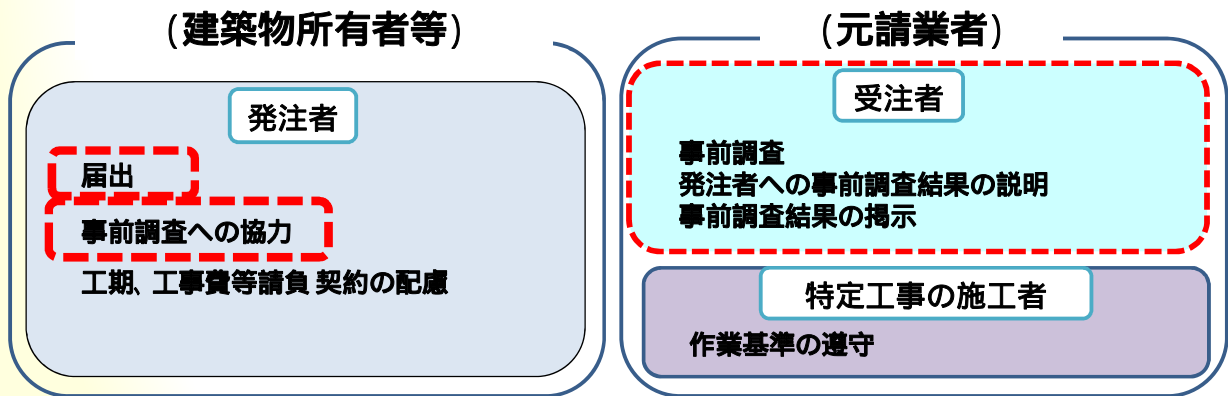 (建築物所有者等)
発注者
届出
事前調査への協力
工期、工事費等請負 契約の配慮
(元請業者)
受注者
事前調査
発注者への事前調査結果の説明
事前調査結果の掲示
特定工事の施工者
作業基準の遵守